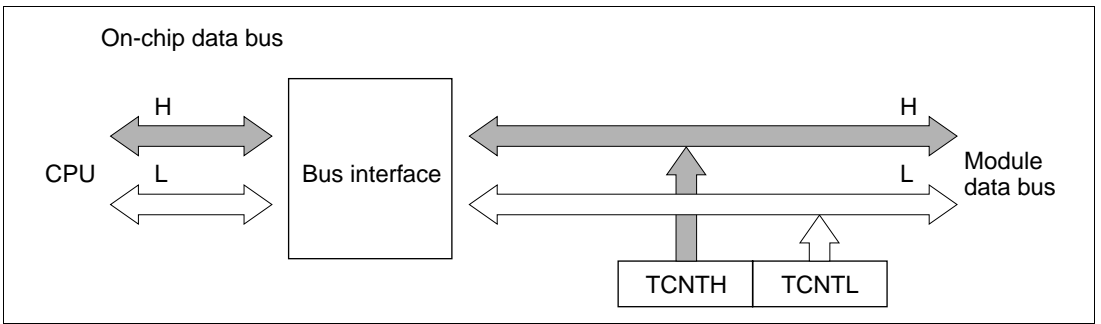 On-chip data bus
H
H
CPU
L
Bus interface
L
Module
data bus
TCNTH
TCNTL